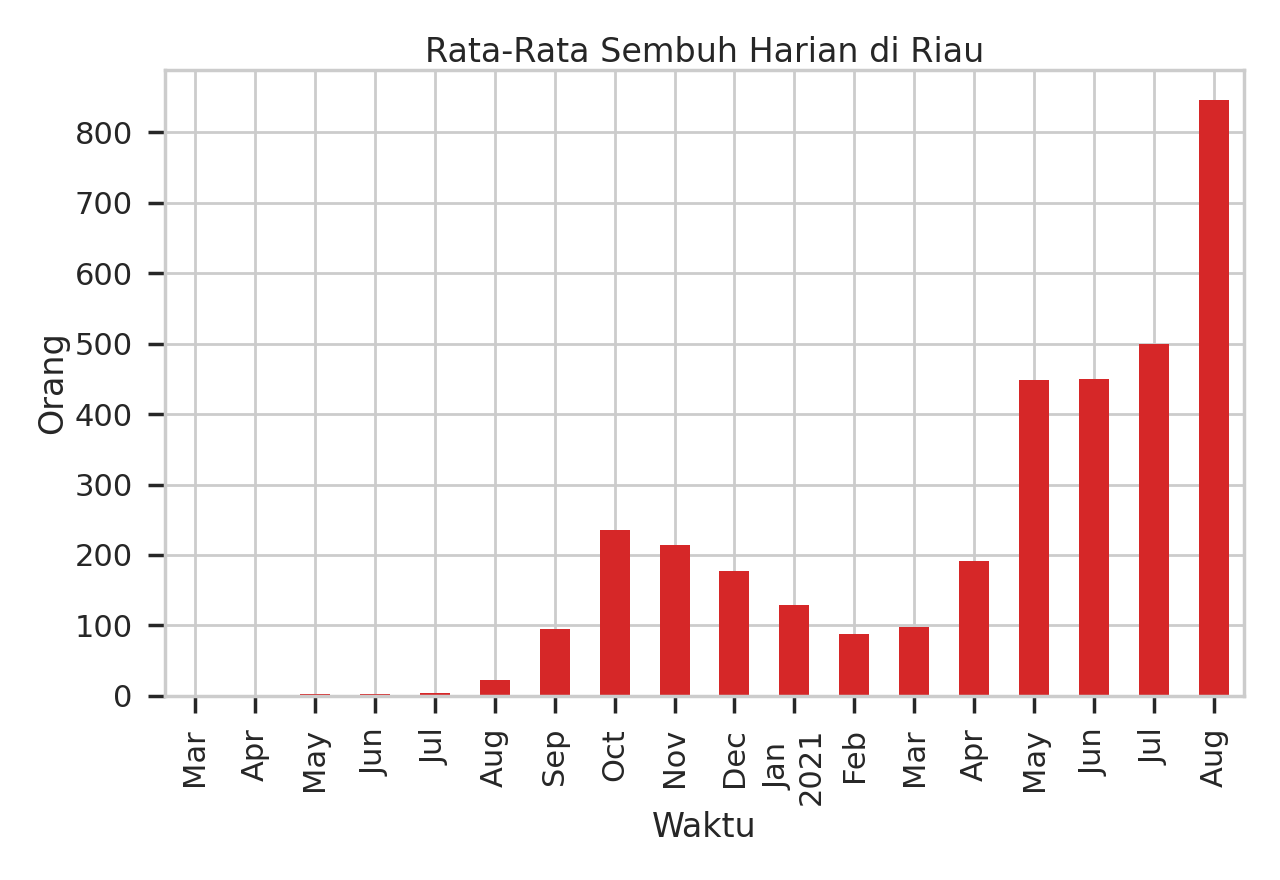 Rata-Rata Sembuh Harian di Riau
Orang
800
700
600
500
400
300
200
100
0
Mar
Apr
May
Jun
Jul
Aug
Sep
Oct
Nov
Dec
Jan
2021
Feb
Mar
Apr
May
Jun
Jul
Aug
Waktu